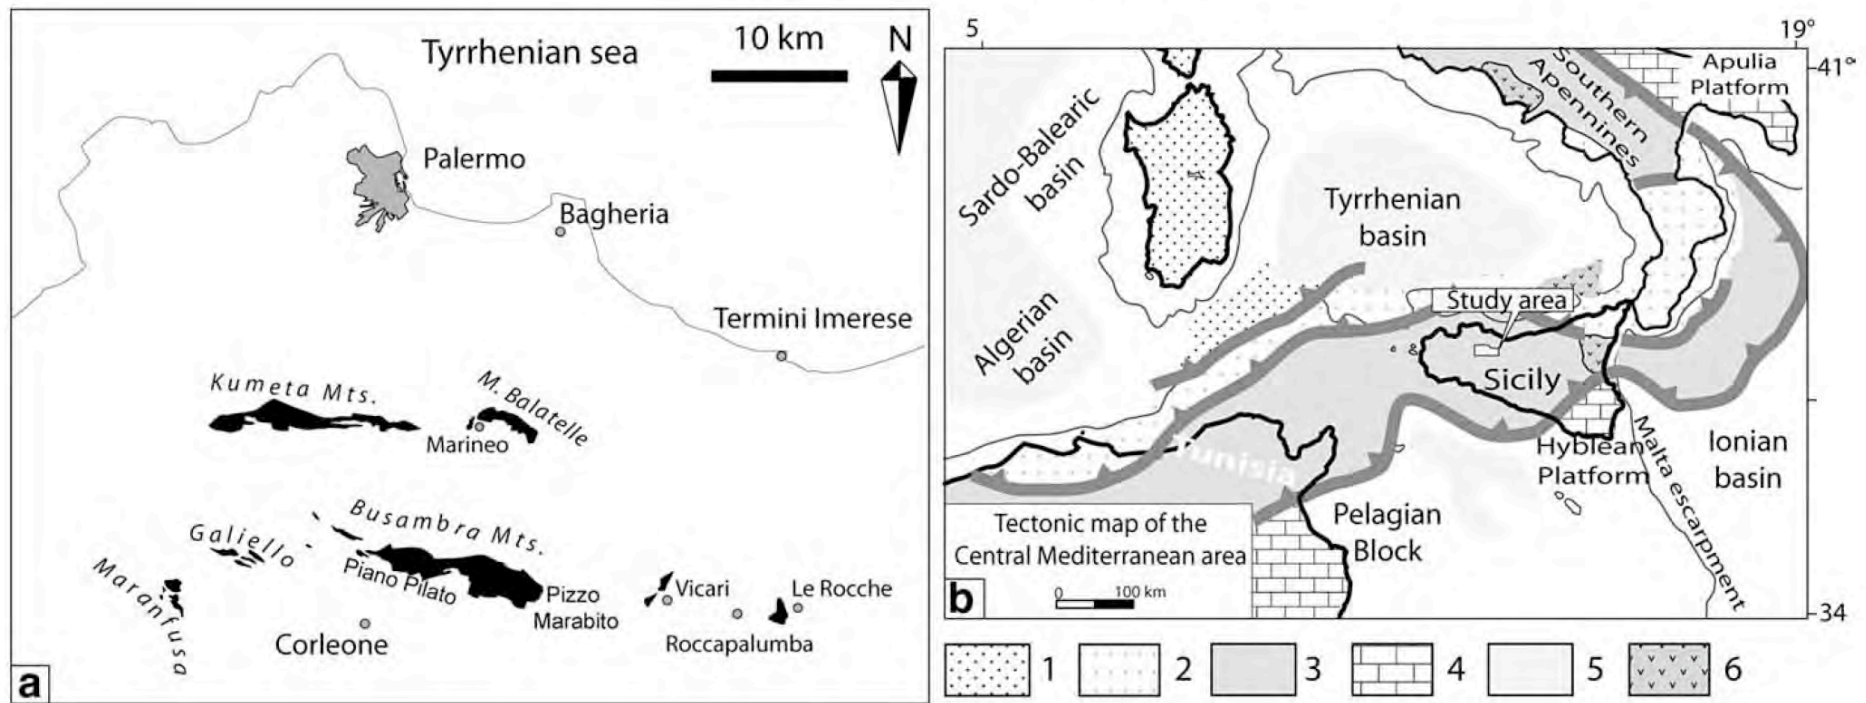 Tyrrhenian sea
10 km
N
Palermo
Bagheria
Termini Imerese
Kumeta Mts.
M. Balatelle
Marineo
Busambra Mts.
Galiello
Maranfusa
Piano Pilato
Pizzo
Marabito
Vicari
Le Rocche
Roccapalumba
Corleone
a
5
19°
41°
Southern
Apennines
Apulia
Platform
Sardo-Balearic
basin
Tyrrhenian
basin
Study area
Algerian
basin
Sicily
Tunisia
Hyblean
Platform
Malta escarpment
Ionian
basin
Pelagian
Block
Tectonic map of the
Central Mediterranean area
b
0 100 km
34
1 2 3 4 5 6